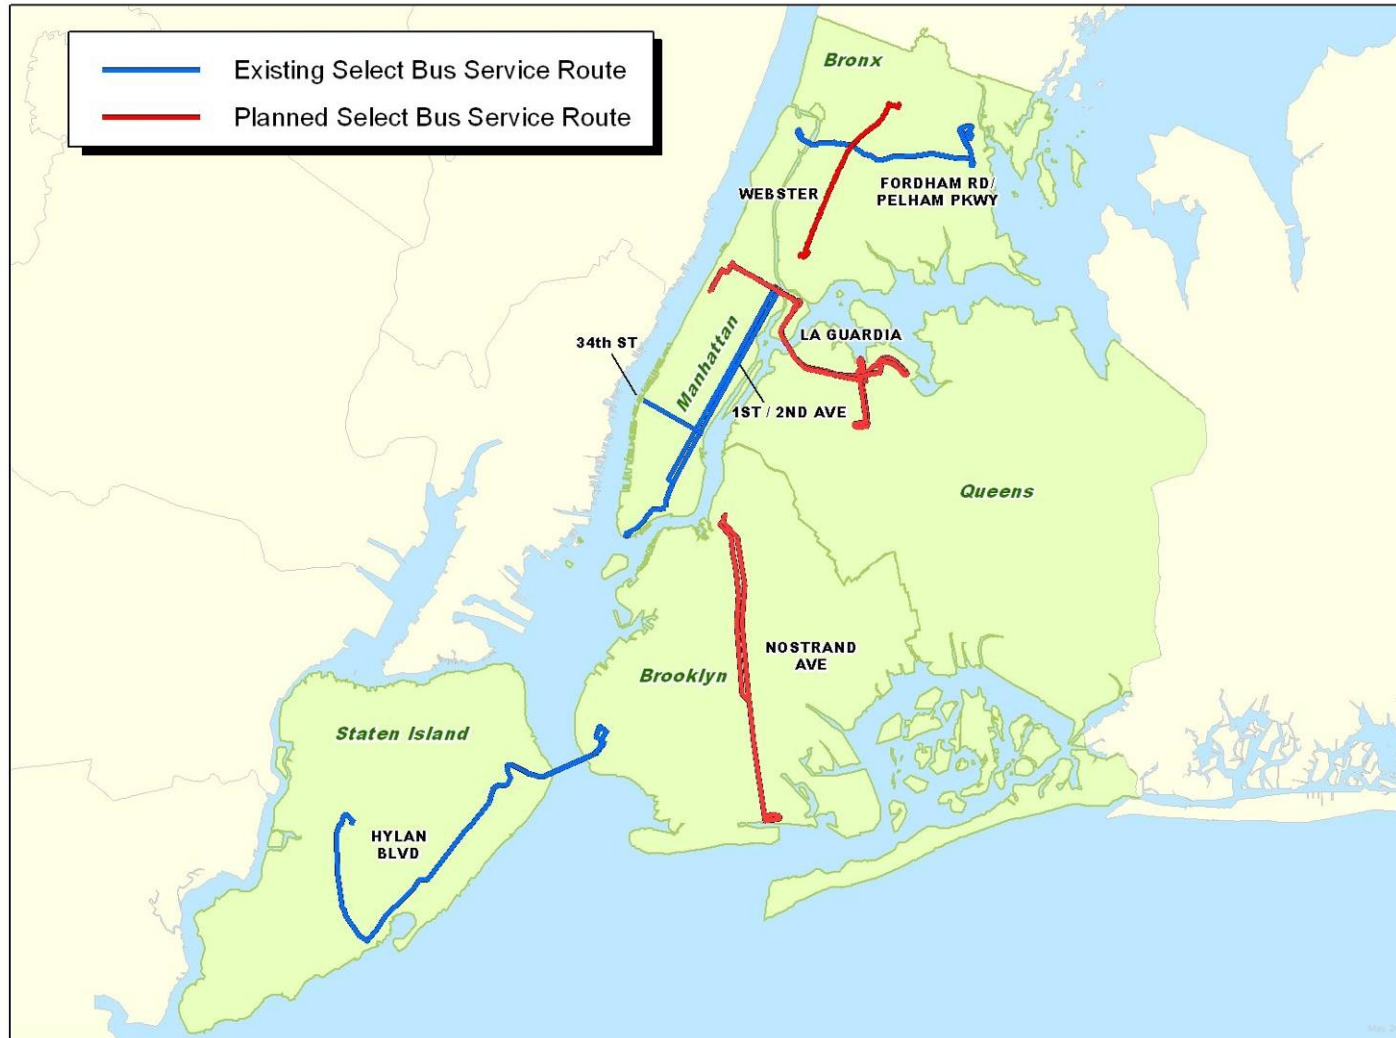 Existing Select Bus Service Route
Planned Select Bus Service Route
Bronx
WEBSTER
FORDHAM RD/
PELHAM PKWY
34th ST
Manhattan
LA GUARDIA
1ST / 2ND AVE
Queens
NOSTRAND
AVE
Brooklyn
Staten Island
HYLAN
BLVD